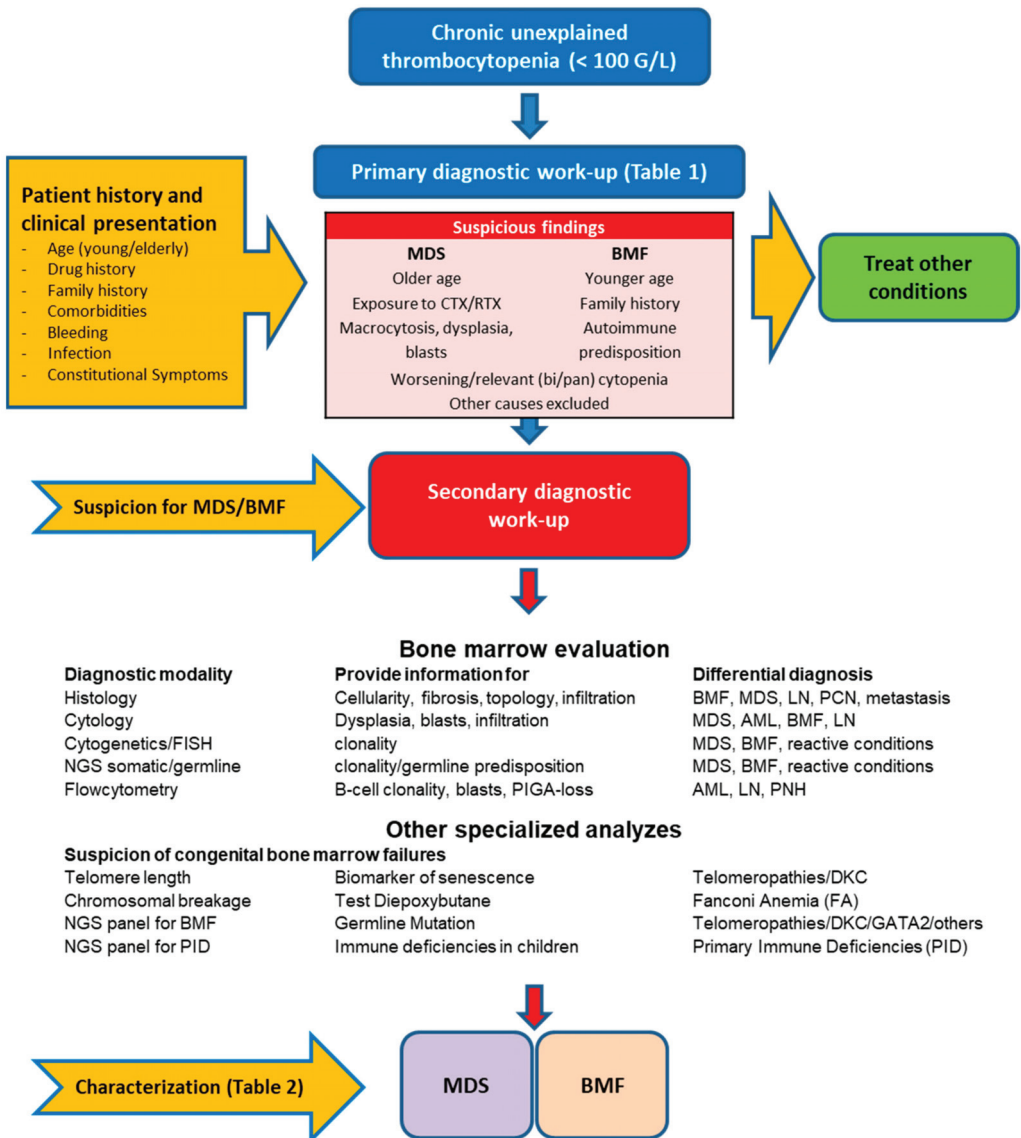 Chronic unexplained
thrombocytopenia (< 100 G/L)
Primary diagnostic work-up (Table 1)
Patient history and
clinical presentation
- Age (young/elderly)
- Drug history
- Family history
- Comorbidities
- Bleeding
- Infection
- Constitutional Symptoms
Suspicious findings
MDS BMF
Older age Younger age
Exposure to CTX/RTX Family history
Macrocytosis, dysplasia, Autoimmune
blasts predisposition
Worsening/relevant (bi/pan) cytopenia
Other causes excluded
Treat other
conditions
Suspicion for MDS/BMF
Secondary diagnostic
work-up
Bone marrow evaluation
Diagnostic modality Provide information for Differential diagnosis
Histology Cellularity, fibrosis, topology, infiltration BMF, MDS, LN, PCN, metastasis
Cytology Dysplasia, blasts, infiltration MDS, AML, BMF, LN
Cytogenetics/FISH clonality MDS, BMF, reactive conditions
NGS somatic/germline clonality/germline predisposition MDS, BMF, reactive conditions
Flowcytometry B-cell clonality, blasts, PIGA-loss AML, LN, PNH
Other specialized analyzes
Suspicion of congenital bone marrow failures
Telomere length Biomarker of senescence Telomeropathies/DKC
Chromosomal breakage Test Diepoxybutane Fanconi Anemia (FA)
NGS panel for BMF Germline Mutation Telomeropathies/DKC/GATA2/others
NGS panel for PID Immune deficiencies in children Primary Immune Deficiencies (PID)
Characterization (Table 2)
MDS BMF